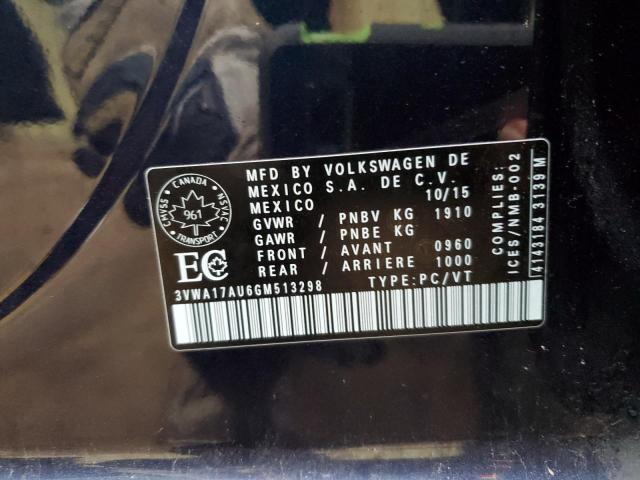 MFD BY VOLKSWAGEN DE
MEXICO S.A. DE C.V.
MEXICO 10/15
GVWR / PNBV KG 1910
GAWR / PNBE KG
FRONT / AVANT 0960
REAR / ARRIERE 1000
3VWA17AU6GM513298 TYPE:PC/VT
CANADA
CMVSS
961
NSVAC
TRANSPORT
EC
COMPLIES:
ICES/NMB-002
4143184 3139 M